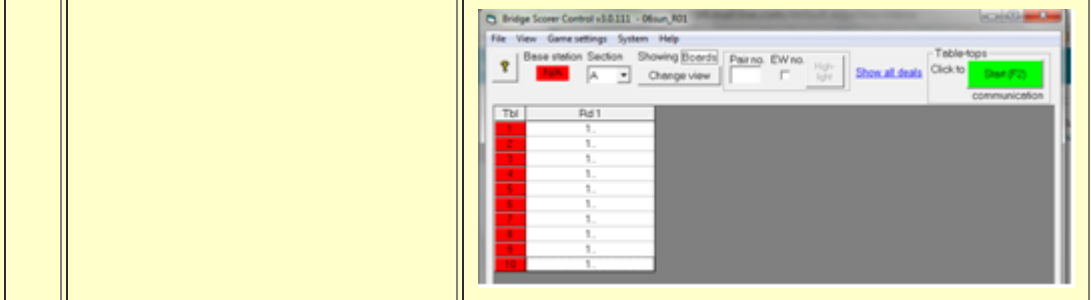 Bridge Scorer Control v3.0.111 - 06sun_R01
File View Game settings System Help
Base station Section Showing Boards Pair no. EW no. High-light Show all deals Table-tops
N/A A Change view Click to Start (F2)
communication
Tbl Rd 1
1 1..
2 1..
3 1..
4 1..
5 1..
6 1..
7 1..
8 1..
9 1..
10 1..